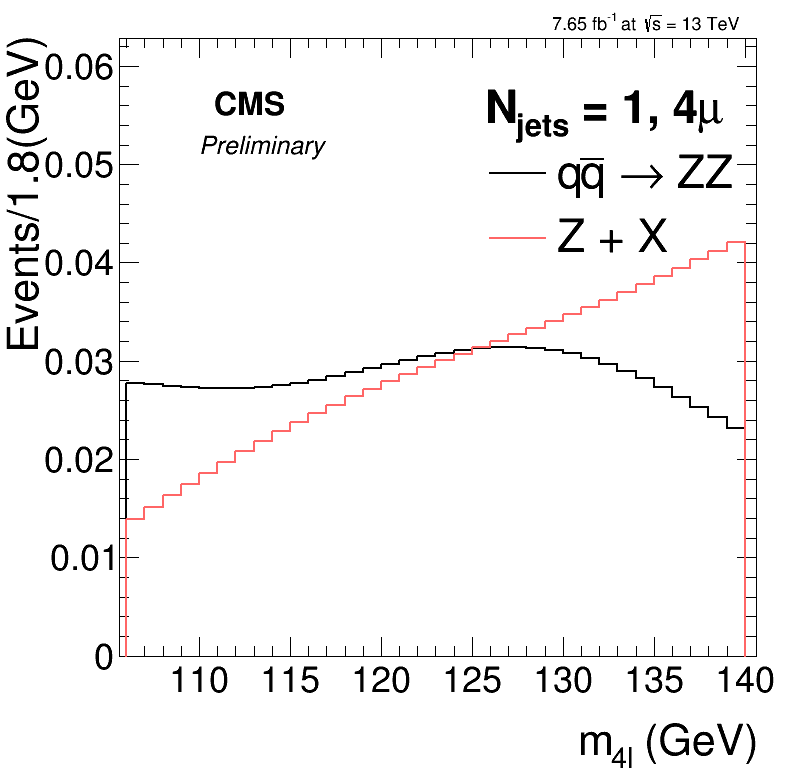 7.65 fb⁻¹ at √s = 13 TeV
CMS
Preliminary
N_jets = 1, 4μ
qq̅ → ZZ
Z + X
Events/1.8(GeV)
0.06
0.05
0.04
0.03
0.02
0.01
0
110 115 120 125 130 135 140
m_4l (GeV)